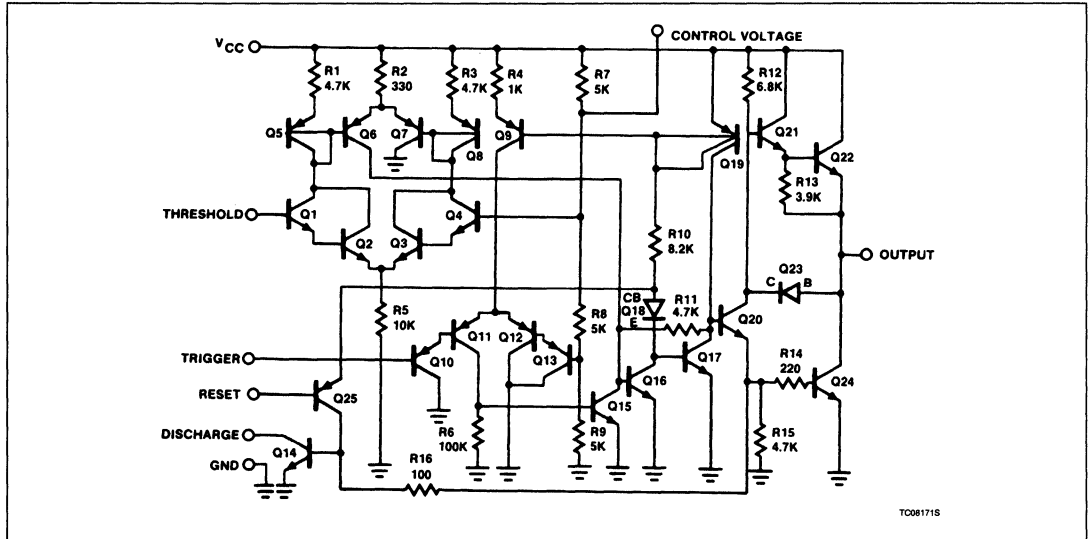 CONTROL VOLTAGE
VCC
R1
4.7K
R2
330
R3
4.7K
R4
1K
R7
5K
R12
6.8K
Q5
Q6
Q7
Q8
Q9
Q19
Q21
Q22
R13
3.9K
THRESHOLD
Q1
Q2
Q3
Q4
R10
8.2K
OUTPUT
Q23
C
B
CB
Q18
E
R11
4.7K
Q20
R5
10K
Q11
Q12
R8
5K
Q10
Q13
Q17
TRIGGER
R14
220
Q24
RESET
Q25
Q15
Q16
DISCHARGE
Q14
R6
100K
R9
5K
R15
4.7K
GND
R16
100
TC08171S